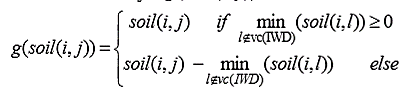 g(soil(i,j)) = { soil(i,j) if min_{l∉vc(IWD)} (soil(i,l)) ≥ 0
soil(i,j) − min_{l∉vc(IWD)} (soil(i,l)) else